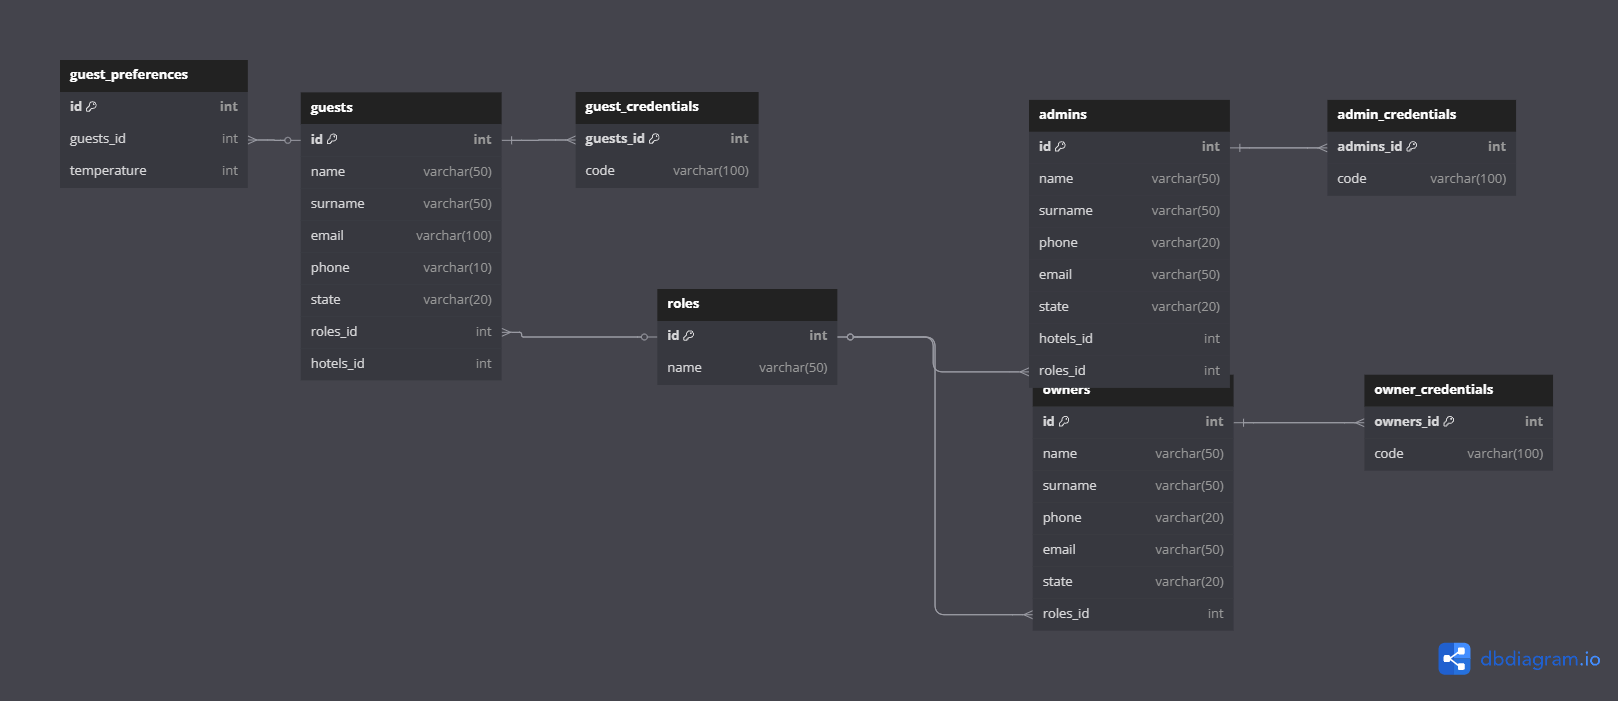 guest_preferences
id int
guests_id int
temperature int
guests
id int
name varchar(50)
surname varchar(50)
email varchar(100)
phone varchar(10)
state varchar(20)
roles_id int
hotels_id int
guest_credentials
guests_id int
code varchar(100)
roles
id int
name varchar(50)
admins
id int
name varchar(50)
surname varchar(50)
phone varchar(20)
email varchar(50)
state varchar(20)
hotels_id int
roles_id int
admin_credentials
admins_id int
code varchar(100)
owners
id int
name varchar(50)
surname varchar(50)
phone varchar(20)
email varchar(50)
state varchar(20)
roles_id int
owner_credentials
owners_id int
code varchar(100)
dbdiagram.io